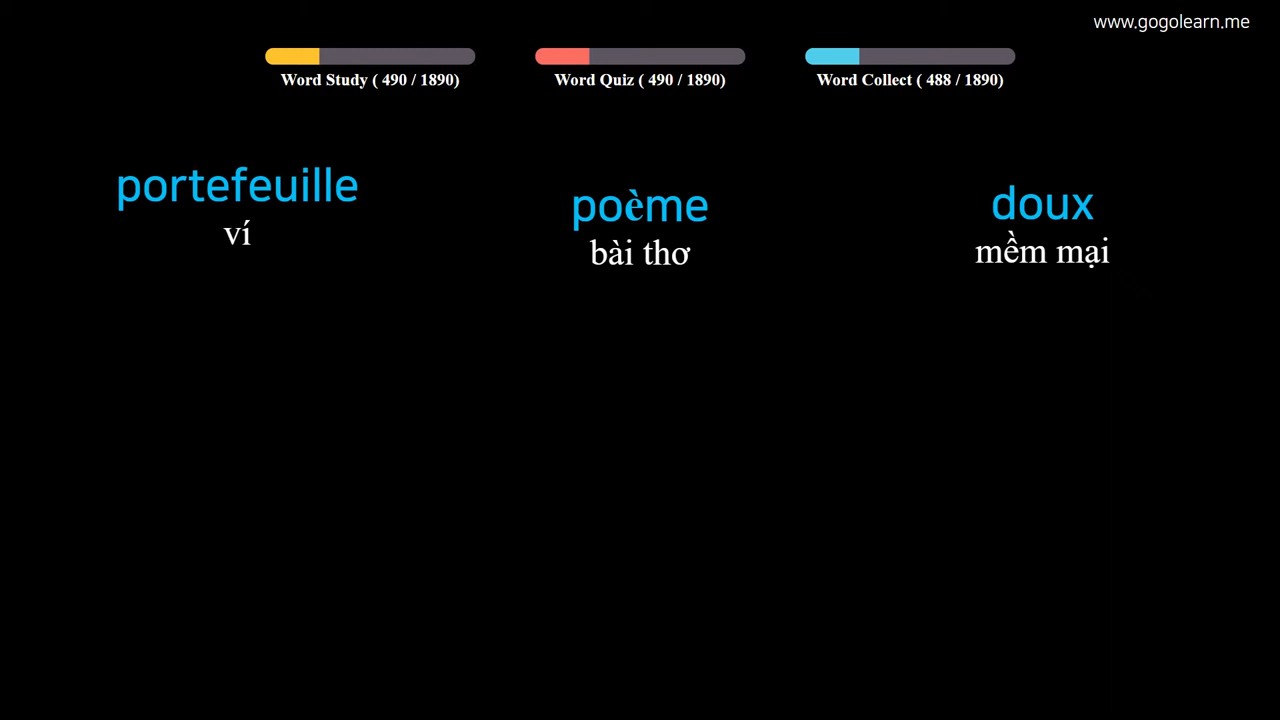 www.gogolearn.me
Word Study ( 490 / 1890)
Word Quiz ( 490 / 1890)
Word Collect ( 488 / 1890)
portefeuille
ví
poème
bài thơ
doux
mềm mại